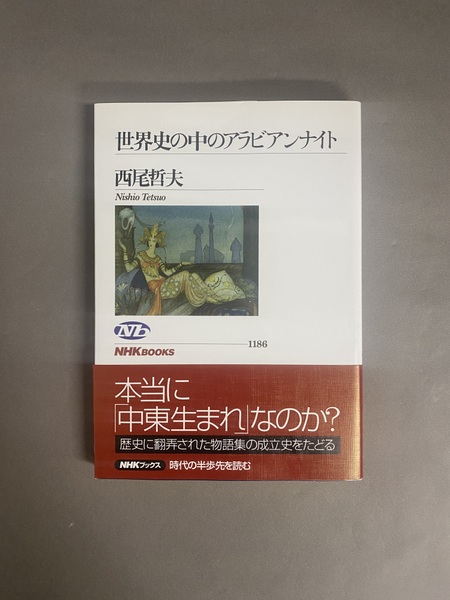 世界史の中のアラビアンナイト
西尾哲夫
Nishio Tetsuo
Nb
NHK BOOKS
1186
本当に
「中東生まれ」なのか?
歴史に翻弄された物語集の成立史をたどる
NHKブックス 時代の半歩先を読む